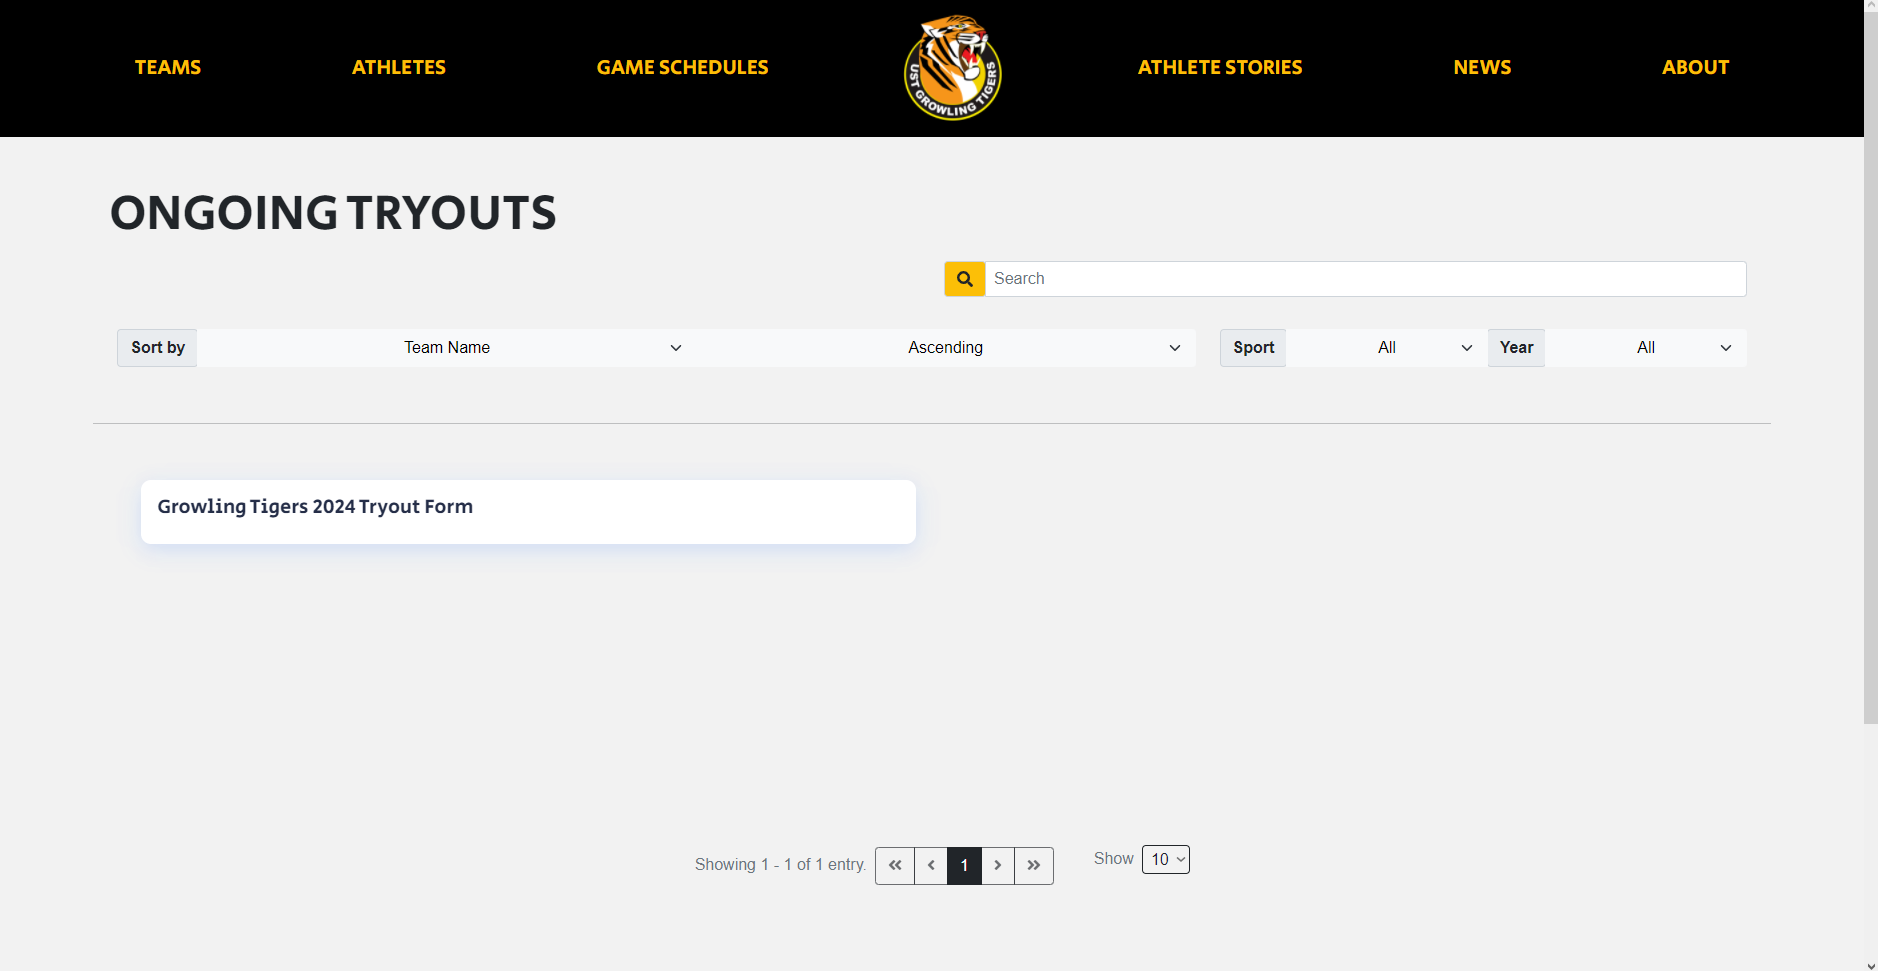 TEAMS
ATHLETES
GAME SCHEDULES
UST GROWLING TIGERS
ATHLETE STORIES
NEWS
ABOUT
ONGOING TRYOUTS
Search
Sort by
Team Name
Ascending
Sport
All
Year
All
Growling Tigers 2024 Tryout Form
Showing 1 - 1 of 1 entry.
«
‹
1
›
»
Show
10